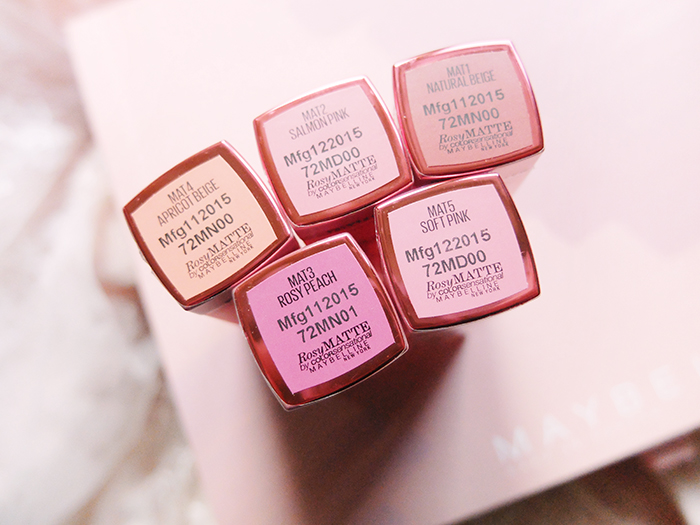 MAT1
NATURAL BEIGE
Mfg112015
72MN00
RosyMATTE
by colorsensational
MAYBELLINE
NEW YORK
MAT2
SALMON PINK
Mfg122015
72MD00
RosyMATTE
by colorsensational
MAYBELLINE
NEW YORK
MAT4
APRICOT BEIGE
Mfg112015
72MN00
RosyMATTE
by colorsensational
MAYBELLINE
NEW YORK
MAT5
SOFT PINK
Mfg122015
72MD00
RosyMATTE
by colorsensational
MAYBELLINE
NEW YORK
MAT3
ROSY PEACH
Mfg112015
72MN01
RosyMATTE
by colorsensational
MAYBELLINE
NEW YORK